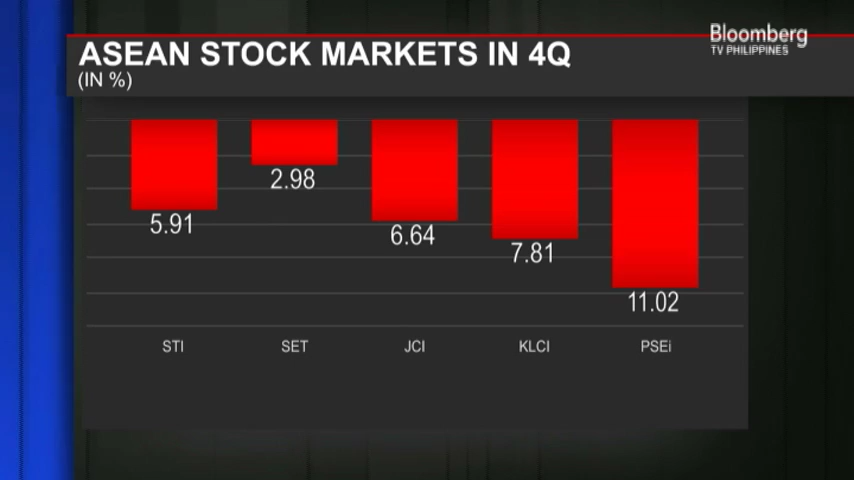 ASEAN STOCK MARKETS IN 4Q
(IN %)
Bloomberg
TV PHILIPPINES
5.91
2.98
6.64
7.81
11.02
STI
SET
JCI
KLCI
PSEi